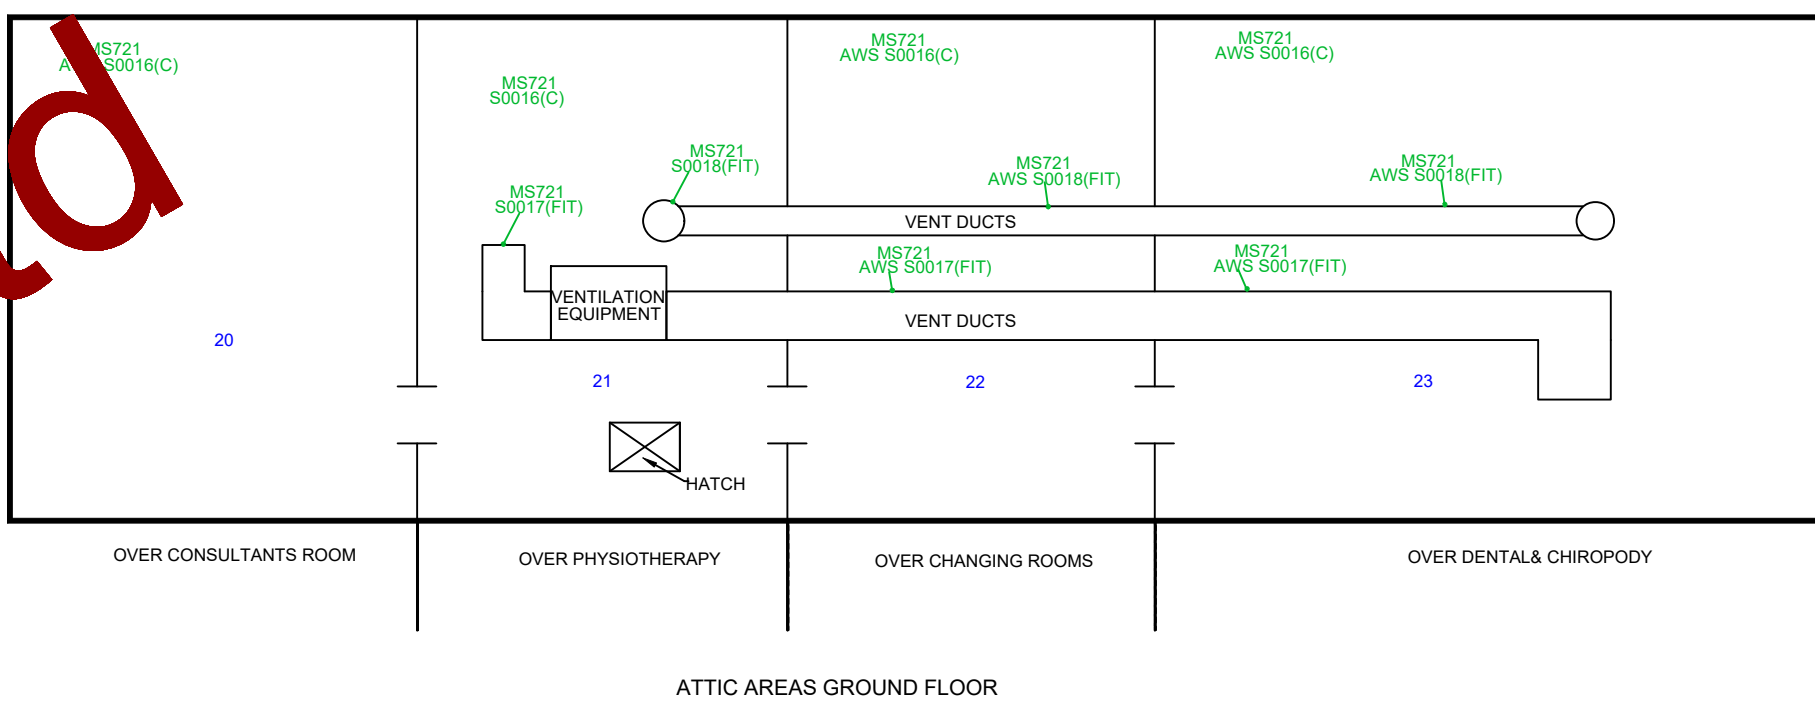 MS721
S0016(C)
MS721
S0016(C)
MS721
AWS S0016(C)
MS721
AWS S0016(C)
MS721
S0018(FIT)
MS721
AWS S0018(FIT)
MS721
AWS S0018(FIT)
MS721
S0017(FIT)
VENT DUCTS
MS721
AWS S0017(FIT)
MS721
AWS S0017(FIT)
VENTILATION
EQUIPMENT
VENT DUCTS
20
21
22
23
HATCH
OVER CONSULTANTS ROOM
OVER PHYSIOTHERAPY
OVER CHANGING ROOMS
OVER DENTAL& CHIROPODY
ATTIC AREAS GROUND FLOOR